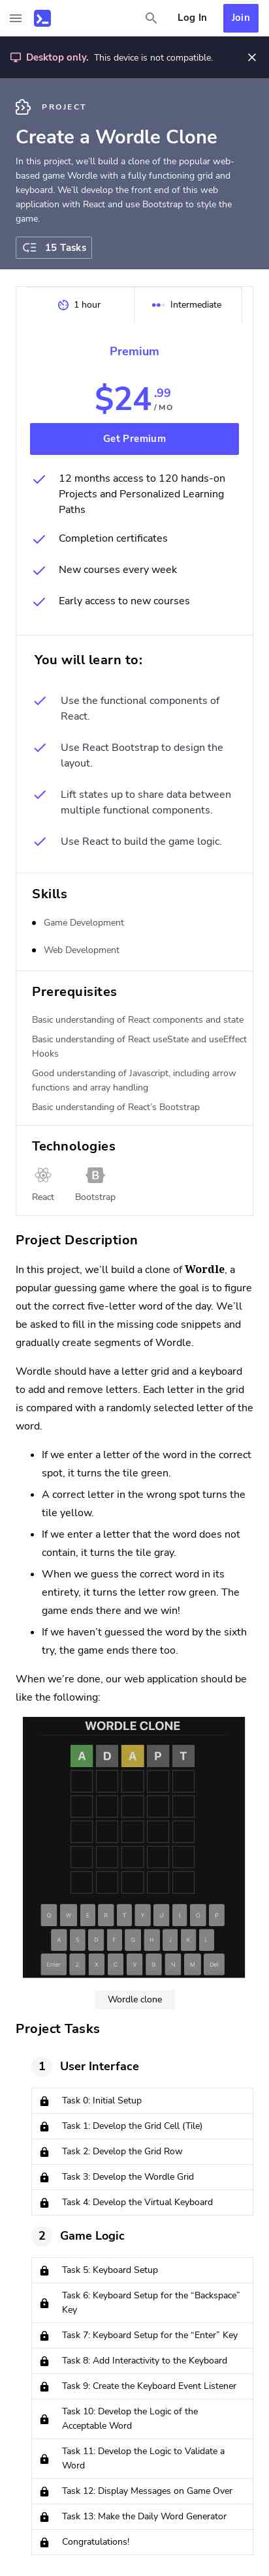 Log In
Join
Desktop only. This device is not compatible.
PROJECT
Create a Wordle Clone
In this project, we'll build a clone of the popular web-
based game Wordle with a fully functioning grid and
keyboard. We'll develop the front end of this web
application with React and use Bootstrap to style the
game.
15 Tasks
1 hour
Intermediate
Premium
$24.99
/ MO
Get Premium
12 months access to 120 hands-on
Projects and Personalized Learning
Paths
Completion certificates
New courses every week
Early access to new courses
You will learn to:
Use the functional components of
React.
Use React Bootstrap to design the
layout.
Lift states up to share data between
multiple functional components.
Use React to build the game logic.
Skills
Game Development
Web Development
Prerequisites
Basic understanding of React components and state
Basic understanding of React useState and useEffect
Hooks
Good understanding of Javascript, including arrow
functions and array handling
Basic understanding of React's Bootstrap
Technologies
B
React
Bootstrap
Project Description
In this project, we'll build a clone of Wordle, a
popular guessing game where the goal is to figure
out the correct five-letter word of the day. We'll
be asked to fill in the missing code snippets and
gradually create segments of Wordle.
Wordle should have a letter grid and a keyboard
to add and remove letters. Each letter in the grid
is compared with a randomly selected letter of the
word.
• If we enter a letter of the word in the correct
spot, it turns the tile green.
• A correct letter in the wrong spot turns the
tile yellow.
• If we enter a letter that the word does not
contain, it turns the tile gray.
• When we guess the correct word in its
entirety, it turns the letter row green. The
game ends there and we win!
• If we haven't guessed the word by the sixth
try, the game ends there too.
When we're done, our web application should be
like the following:
WORDLE CLONE
A D A P T
Q W E R T Y U I O P
A S D F G H J K L
Enter Z X C V B N M Del
Wordle clone
Project Tasks
1 User Interface
Task 0: Initial Setup
Task 1: Develop the Grid Cell (Tile)
Task 2: Develop the Grid Row
Task 3: Develop the Wordle Grid
Task 4: Develop the Virtual Keyboard
2 Game Logic
Task 5: Keyboard Setup
Task 6: Keyboard Setup for the “Backspace”
Key
Task 7: Keyboard Setup for the “Enter” Key
Task 8: Add Interactivity to the Keyboard
Task 9: Create the Keyboard Event Listener
Task 10: Develop the Logic of the
Acceptable Word
Task 11: Develop the Logic to Validate a
Word
Task 12: Display Messages on Game Over
Task 13: Make the Daily Word Generator
Congratulations!